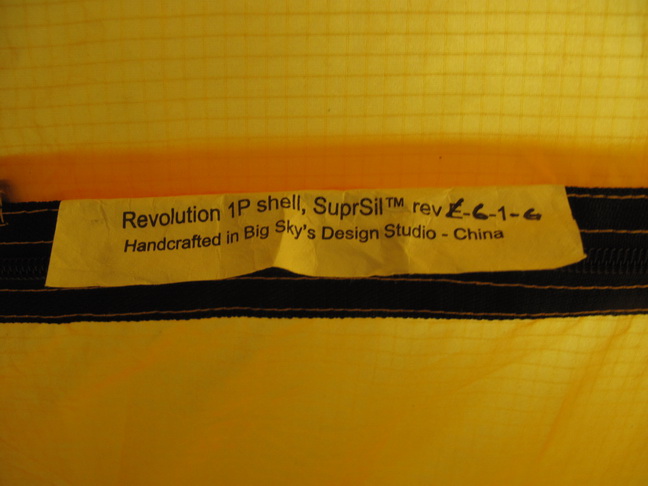 Revolution 1P shell, SuprSil™ rev E-6-1-6
Handcrafted in Big Sky's Design Studio - China